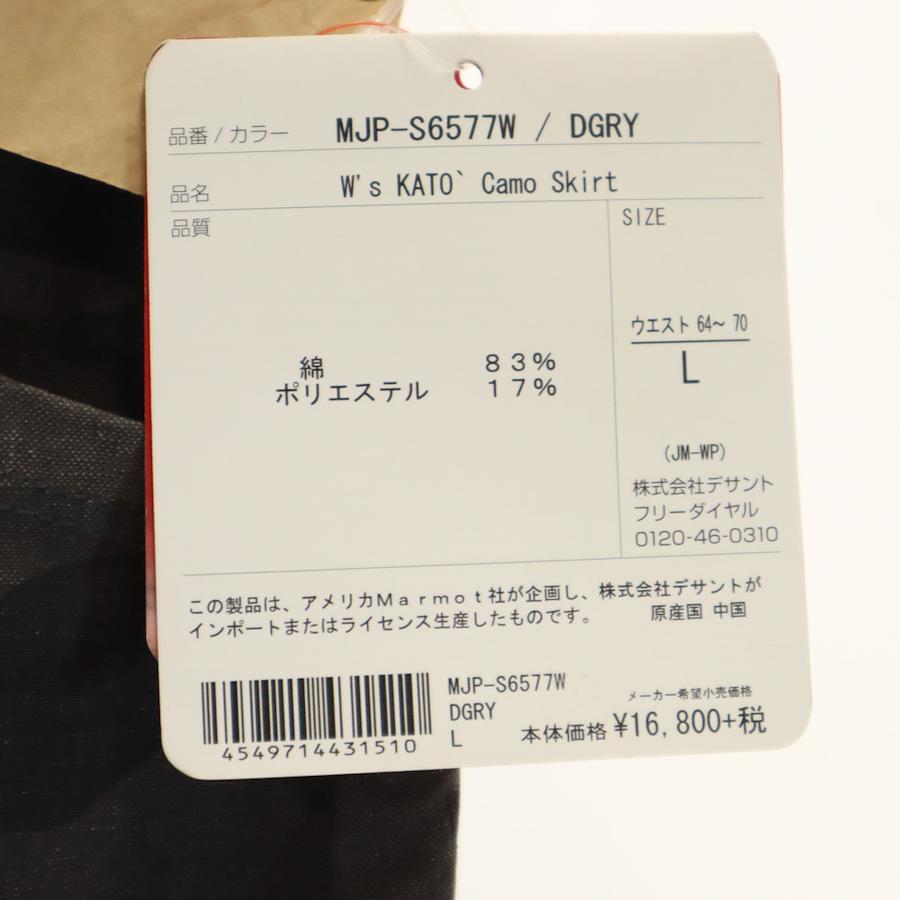 品番 / カラー MJP-S6577W / DGRY
品名 W's KATO` Camo Skirt
品質
SIZE
綿 83%
ポリエステル 17%
ウエスト 64～ 70
L
(JM-WP)
株式会社デサント
フリーダイヤル
0120-46-0310
この製品は、アメリカMarmot社が企画し、株式会社デサントが
インポートまたはライセンス生産したものです。 原産国 中国
4549714431510
MJP-S6577W
DGRY
L
メーカー希望小売価格
本体価格 ¥16,800+税